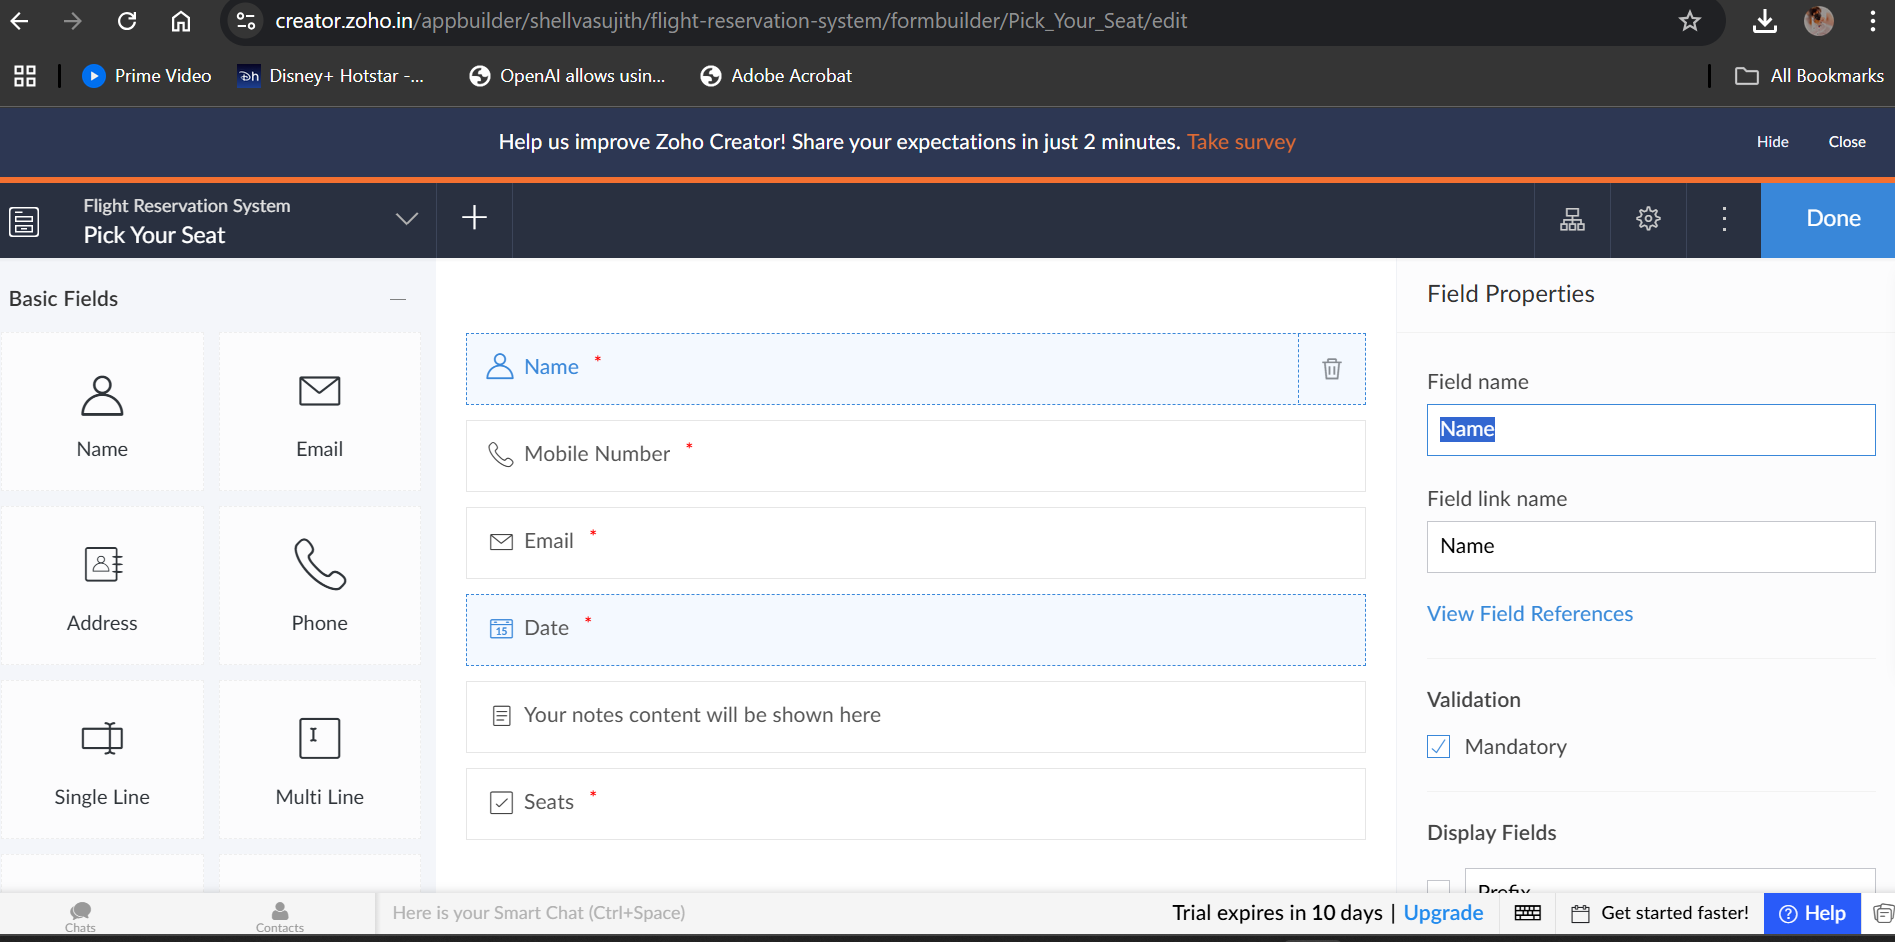 creator.zoho.in/appbuilder/shellvasujith/flight-reservation-system/formbuilder/Pick_Your_Seat/edit
Prime Video
Disney+ Hotstar -...
OpenAI allows usin...
Adobe Acrobat
All Bookmarks
Help us improve Zoho Creator! Share your expectations in just 2 minutes. Take survey
Hide
Close
Flight Reservation System
Pick Your Seat
Done
Basic Fields
Name
Email
Address
Phone
Single Line
Multi Line
Name *
Mobile Number *
Email *
15
Date *
Your notes content will be shown here
Seats *
Field Properties
Field name
Name
Field link name
Name
View Field References
Validation
Mandatory
Display Fields
Prefix
Chats
Contacts
Here is your Smart Chat (Ctrl+Space)
Trial expires in 10 days | Upgrade
Get started faster!
Help